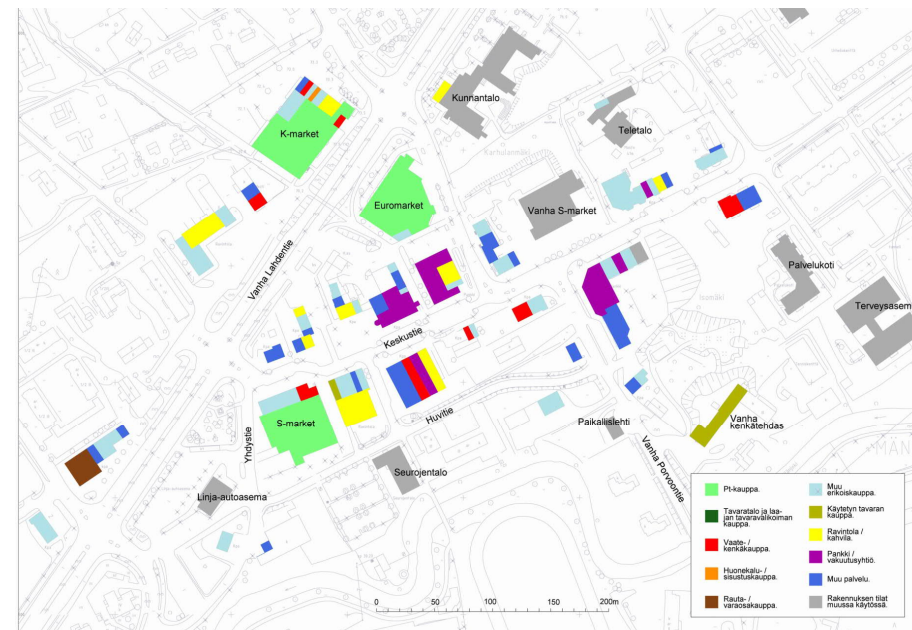 Kunnantalo
K-market
Teletalo
Karhulanmäki
Euromarket
Vanha S-market
Palvelukoti
Vanha Lahdentie
Terveysasem
Keskustie
S-market
Huvitie
Paikallislehti
Vanha
kenkätehdas
Yhdystie
Vanha Porvoontie
Seurojentalo
Linja-autoasema
MÄN
Pt-kauppa.
Tavaratalo ja laa-
jan tavaravalikoiman
kauppa.
Vaate- /
kenkäkauppa.
Huonekalu- /
sisustuskauppa.
Rauta- /
varaosakauppa.
Muu
erikoiskauppa.
Käytetyn tavaran
kauppa.
Ravintola /
kahvila.
Pankki /
vakuutusyhtiö.
Muu palvelu.
Rakennuksen tilat
muussa käytössä.
0 50 100 200m